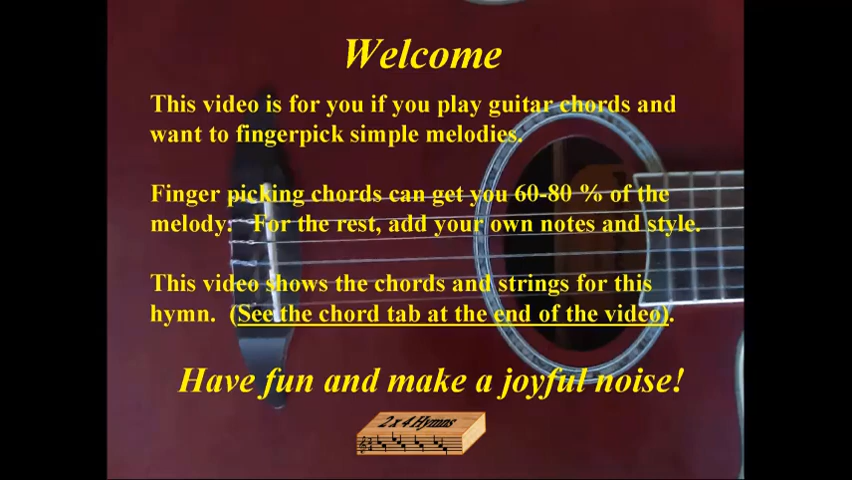 Welcome
This video is for you if you play guitar chords and
want to fingerpick simple melodies.
Finger picking chords can get you 60-80 % of the
melody.   For the rest, add your own notes and style.
This video shows the chords and strings for this
hymn.  (See the chord tab at the end of the video).
Have fun and make a joyful noise!
2 x 4 Hymns